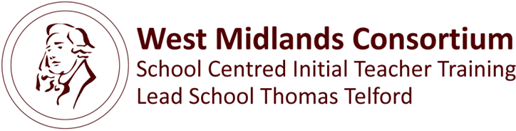 West Midlands Consortium
School Centred Initial Teacher Training
Lead School Thomas Telford